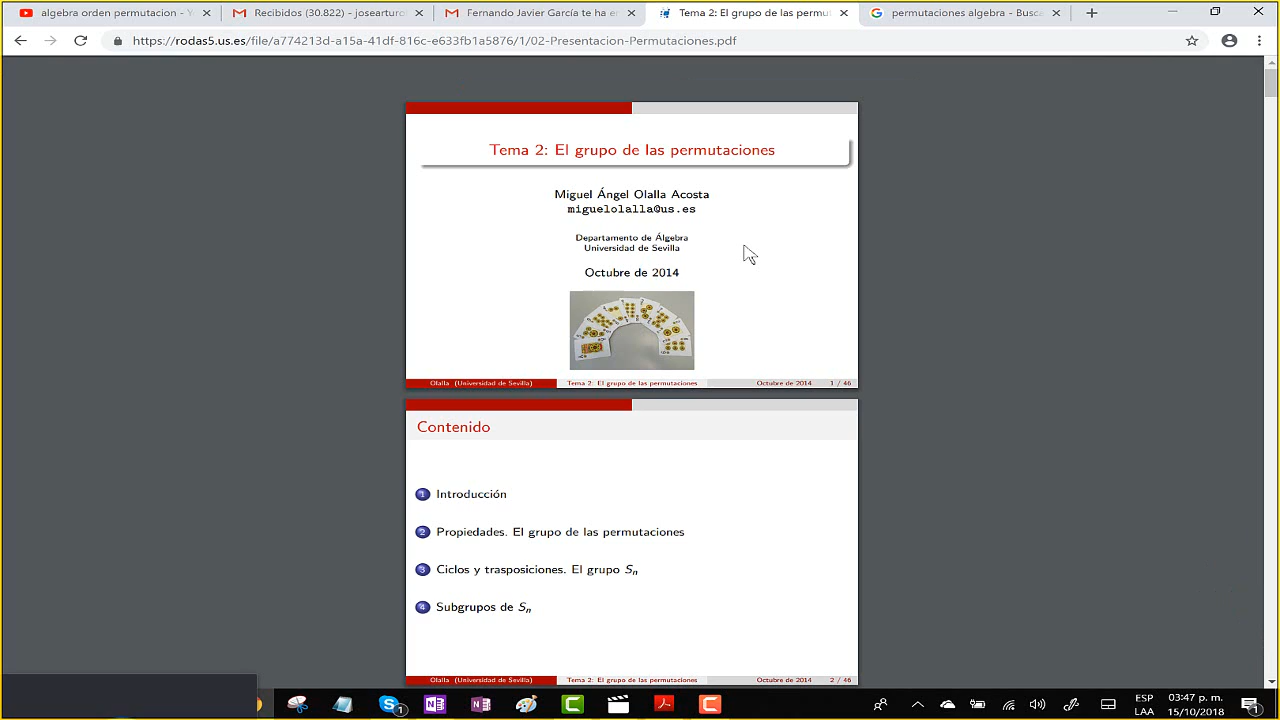 algebra orden permutacion - Y
Recibidos (30.822) - josearturo
Fernando Javier García te ha e
Tema 2: El grupo de las permu
permutaciones algebra - Busca
https://rodas5.us.es/file/a774213d-a15a-41df-816c-e633fb1a5876/1/02-Presentacion-Permutaciones.pdf
Tema 2: El grupo de las permutaciones
Miguel Ángel Olalla Acosta
miguelolalla@us.es
Departamento de Álgebra
Universidad de Sevilla
Octubre de 2014
Olalla (Universidad de Sevilla) Tema 2: El grupo de las permutaciones Octubre de 2014 1 / 46
Contenido
1 Introducción
2 Propiedades. El grupo de las permutaciones
3 Ciclos y trasposiciones. El grupo Sn
4 Subgrupos de Sn
Olalla (Universidad de Sevilla) Tema 2: El grupo de las permutaciones Octubre de 2014 2 / 46
ESP 03:47 p. m.
LAA 15/10/2018